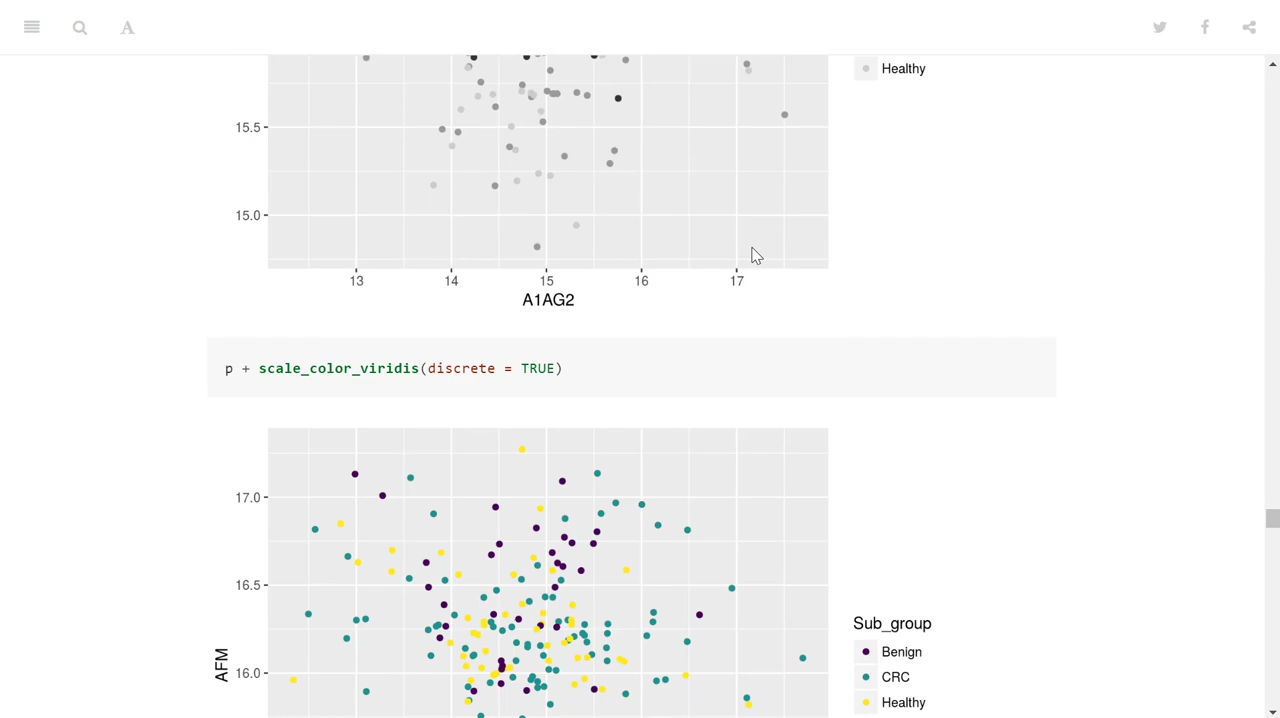 A
Healthy
15.5
15.0
13 14 15 16 17
A1AG2
p + scale_color_viridis(discrete = TRUE)
17.0
16.5
16.0
AFM
Sub_group
Benign
CRC
Healthy